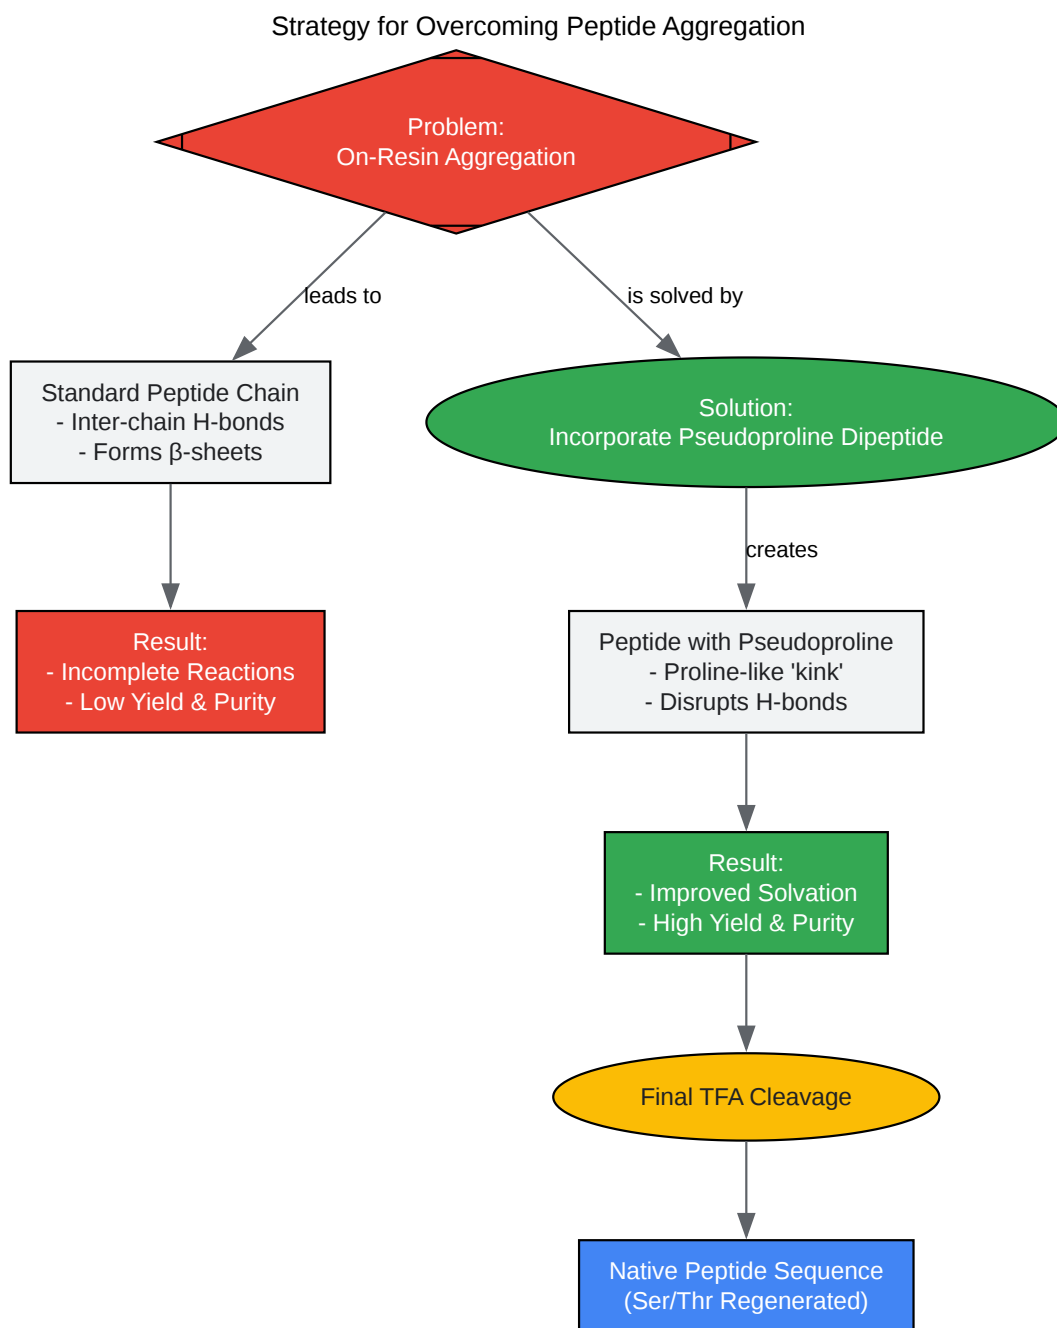 Strategy for Overcoming Peptide Aggregation
Problem:
On-Resin Aggregation
leads to
is solved by
Standard Peptide Chain
- Inter-chain H-bonds
- Forms β-sheets
Solution:
Incorporate Pseudoproline Dipeptide
creates
Result:
- Incomplete Reactions
- Low Yield & Purity
Peptide with Pseudoproline
- Proline-like 'kink'
- Disrupts H-bonds
Result:
- Improved Solvation
- High Yield & Purity
Final TFA Cleavage
Native Peptide Sequence
(Ser/Thr Regenerated)